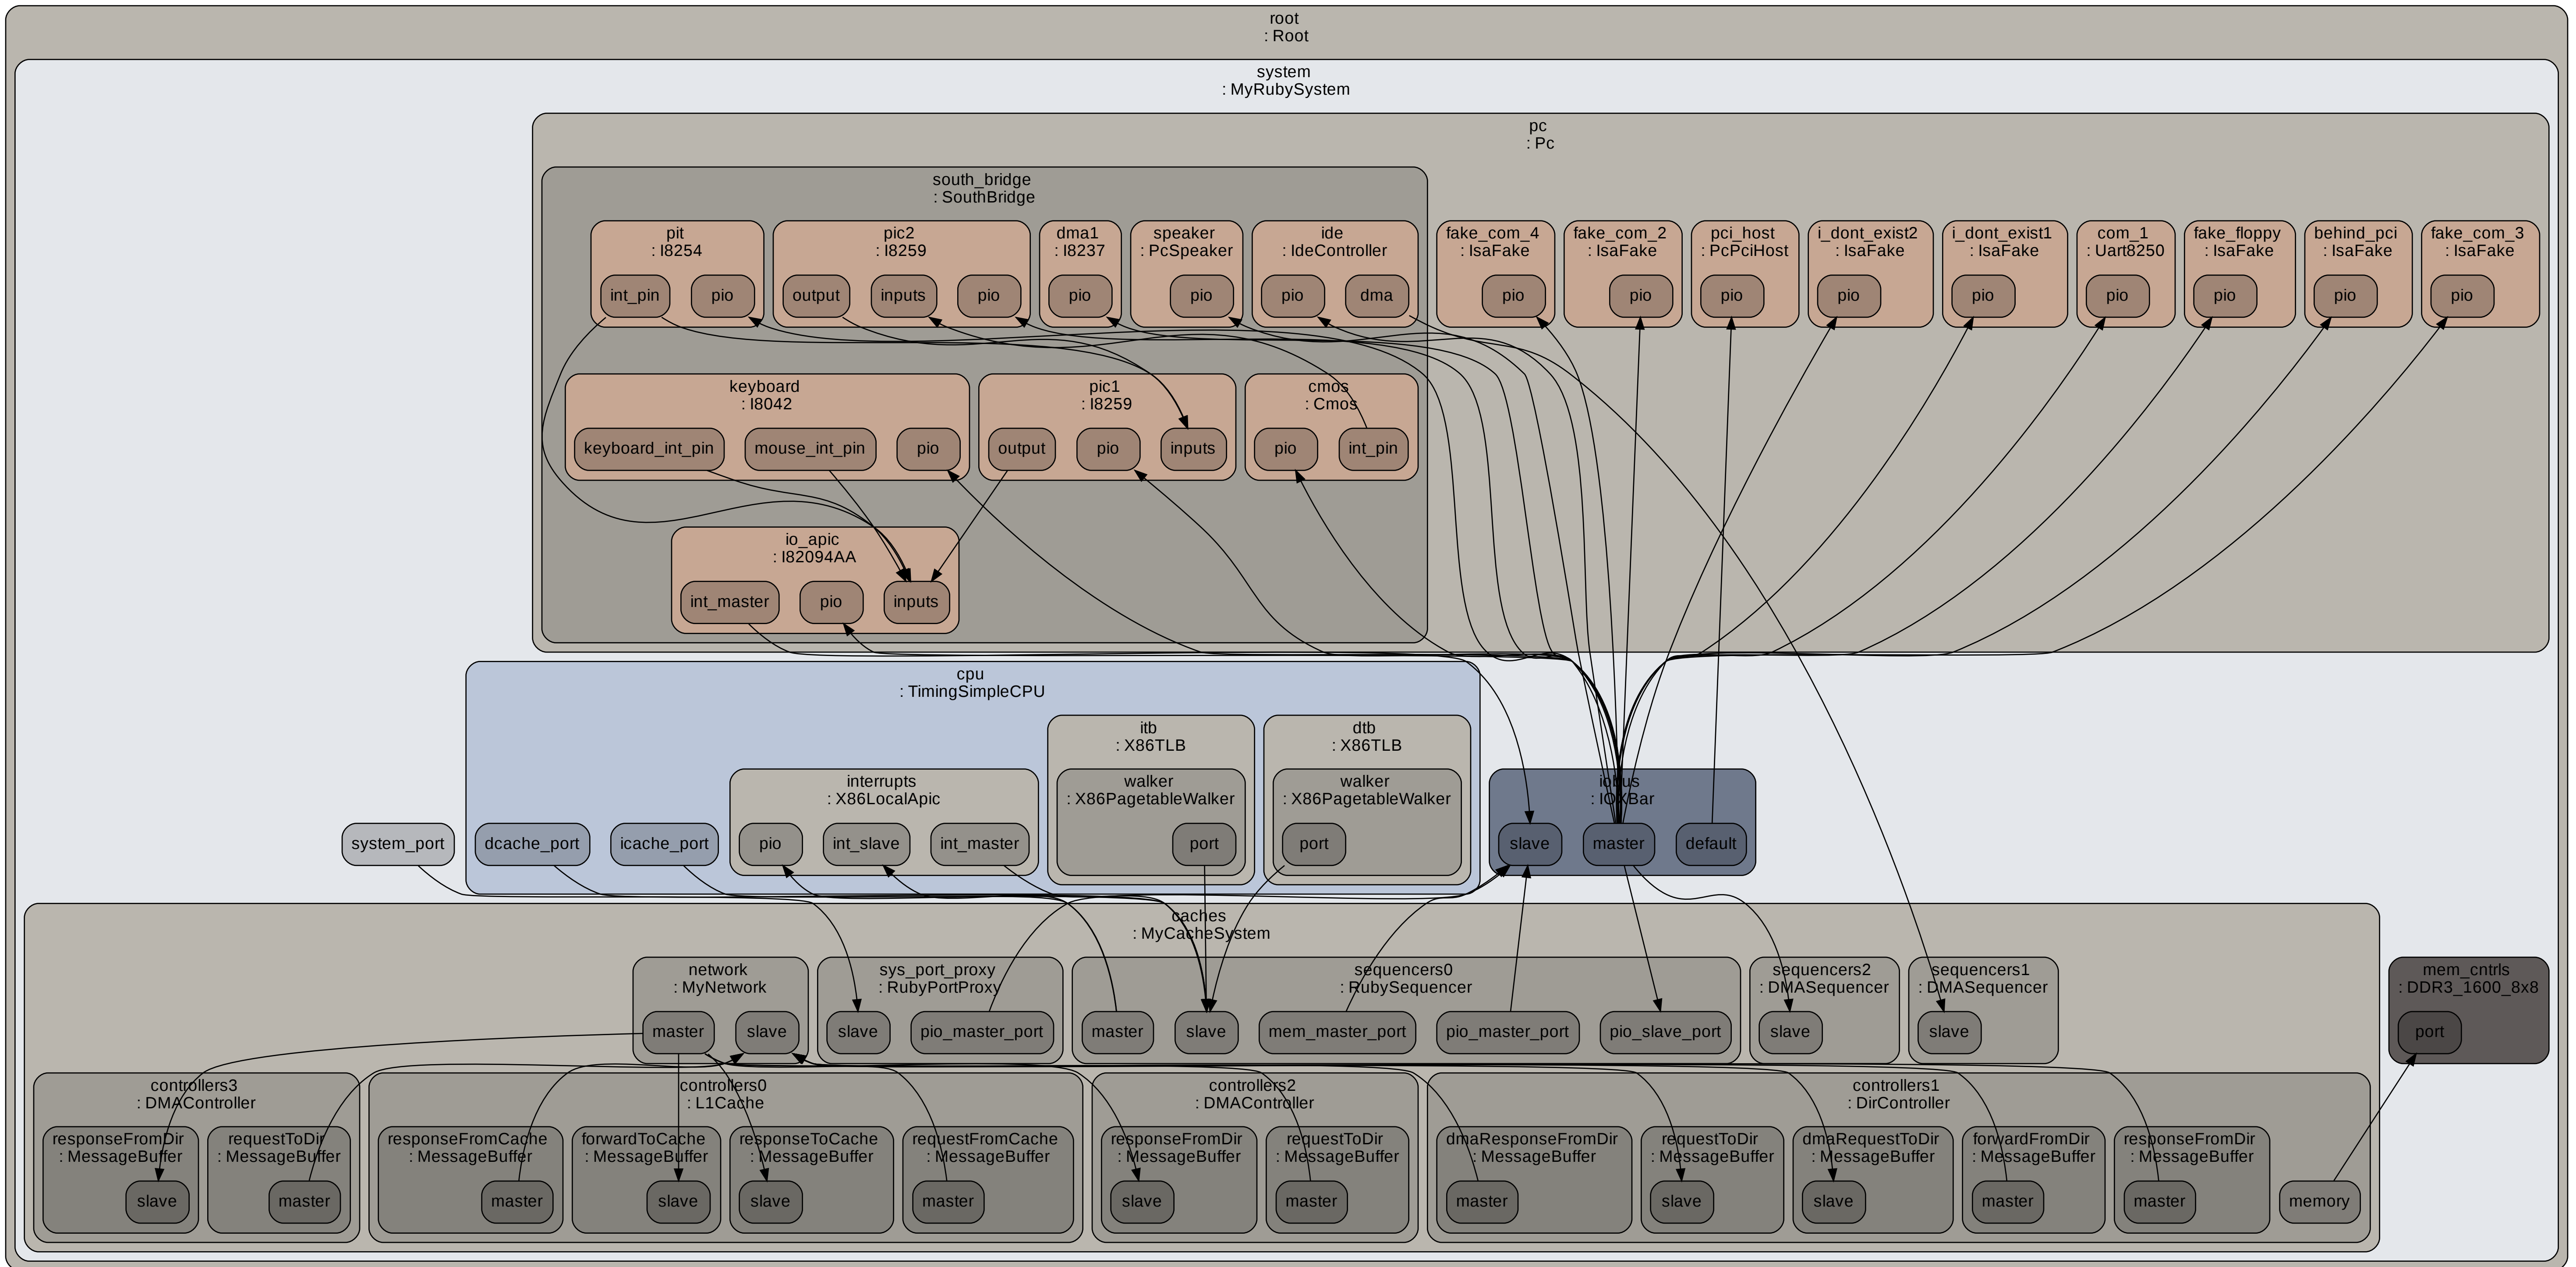 root
: Root
system
: MyRubySystem
pc
: Pc
south_bridge
: SouthBridge
pit
: I8254
int_pin
pio
pic2
: I8259
output
inputs
pio
dma1
: I8237
pio
speaker
: PcSpeaker
pio
ide
: IdeController
pio
dma
fake_com_4
: IsaFake
pio
fake_com_2
: IsaFake
pio
pci_host
: PcPciHost
pio
i_dont_exist2
: IsaFake
pio
i_dont_exist1
: IsaFake
pio
com_1
: Uart8250
pio
fake_floppy
: IsaFake
pio
behind_pci
: IsaFake
pio
fake_com_3
: IsaFake
pio
keyboard
: I8042
keyboard_int_pin
mouse_int_pin
pio
pic1
: I8259
output
pio
inputs
cmos
: Cmos
pio
int_pin
io_apic
: I82094AA
int_master
pio
inputs
system_port
cpu
: TimingSimpleCPU
dcache_port
icache_port
interrupts
: X86LocalApic
pio
int_slave
int_master
itb
: X86TLB
walker
: X86PagetableWalker
port
dtb
: X86TLB
walker
: X86PagetableWalker
port
iobus
: IOXBar
slave
master
default
caches
: MyCacheSystem
network
: MyNetwork
master
slave
sys_port_proxy
: RubyPortProxy
slave
pio_master_port
sequencers0
: RubySequencer
master
slave
mem_master_port
pio_master_port
pio_slave_port
sequencers2
: DMASequencer
slave
sequencers1
: DMASequencer
slave
mem_cntrls
: DDR3_1600_8x8
port
controllers3
: DMAController
responseFromDir
: MessageBuffer
slave
requestToDir
: MessageBuffer
master
controllers0
: L1Cache
responseFromCache
: MessageBuffer
master
forwardToCache
: MessageBuffer
slave
responseToCache
: MessageBuffer
slave
requestFromCache
: MessageBuffer
master
controllers2
: DMAController
responseFromDir
: MessageBuffer
slave
requestToDir
: MessageBuffer
master
controllers1
: DirController
dmaResponseFromDir
: MessageBuffer
master
requestToDir
: MessageBuffer
slave
dmaRequestToDir
: MessageBuffer
slave
forwardFromDir
: MessageBuffer
master
responseFromDir
: MessageBuffer
master
memory